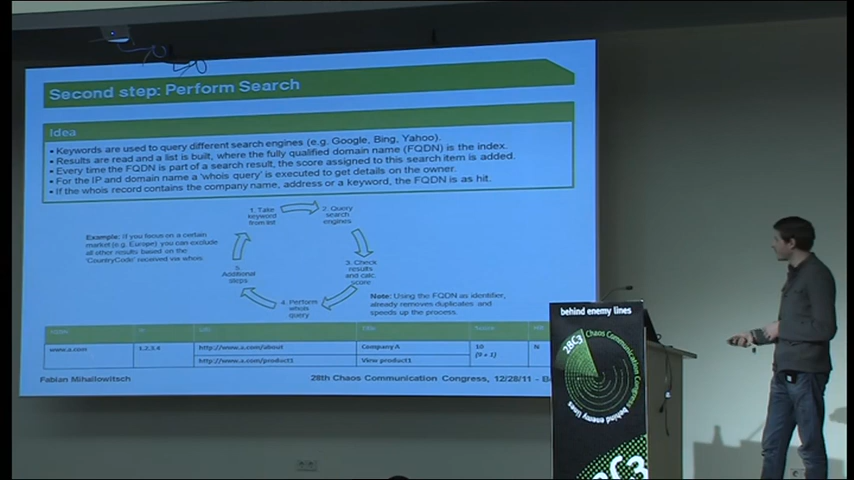 Second step: Perform Search
Idea
• Keywords are used to query different search engines (e.g. Google, Bing, Yahoo).
• Results are read and a list is built, where the fully qualified domain name (FQDN) is the index.
• Every time the FQDN is part of a search result, the score assigned to this search item is added.
• For the IP and domain name a 'whois query' is executed to get details on the owner.
• If the whois record contains the company name, address or a keyword, the FQDN is as hit.
1. Take
keyword
from list
2. Query
search
engines
3. Check
results
and calc.
score
4. Perform
whois
query
5.
Additional
steps
Example: If you focus on a certain
market (e.g. Europe) you can exclude
all other results based on the
'CountryCode' received via whois.
Note: Using the FQDN as identifier,
already removes duplicates and
speeds up the process.
FQDN IP URL Title Score Hit
www.a.com 1.2.3.4 http://www.a.com/about Company A 10 N
http://www.a.com/product1 View product1 (9 + 1)
Fabian Mihailowitsch 28th Chaos Communication Congress, 12/28/11 - Be
behind enemy lines
28C3
Chaos Communication Congress
behind enemy lines
28C3